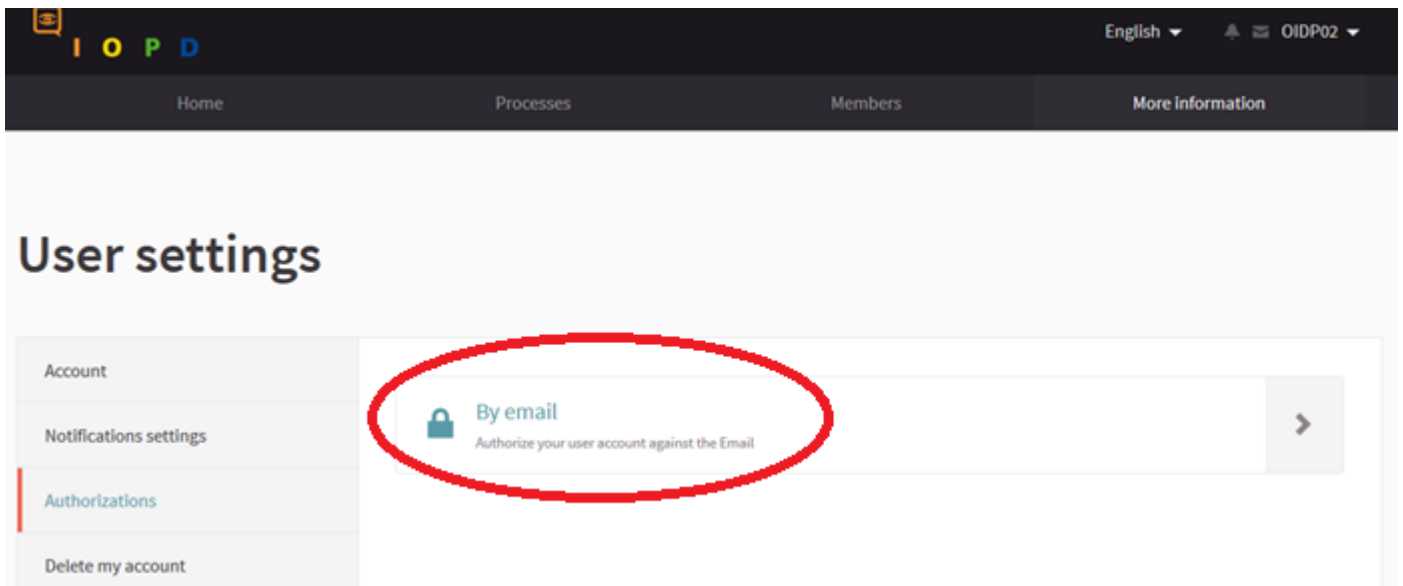 I O P D
English
OIDP02
Home
Processes
Members
More information
User settings
Account
Notifications settings
Authorizations
Delete my account
By email
Authorize your user account against the Email